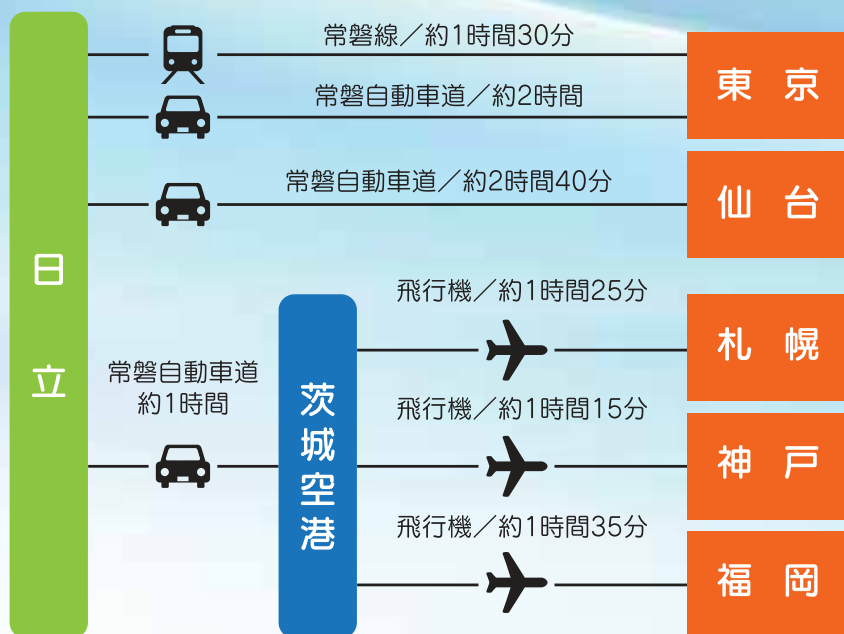 日立
常磐線／約1時間30分
常磐自動車道／約2時間
東京
常磐自動車道／約2時間40分
仙台
常磐自動車道
約1時間
茨城空港
飛行機／約1時間25分
札幌
飛行機／約1時間15分
神戸
飛行機／約1時間35分
福岡